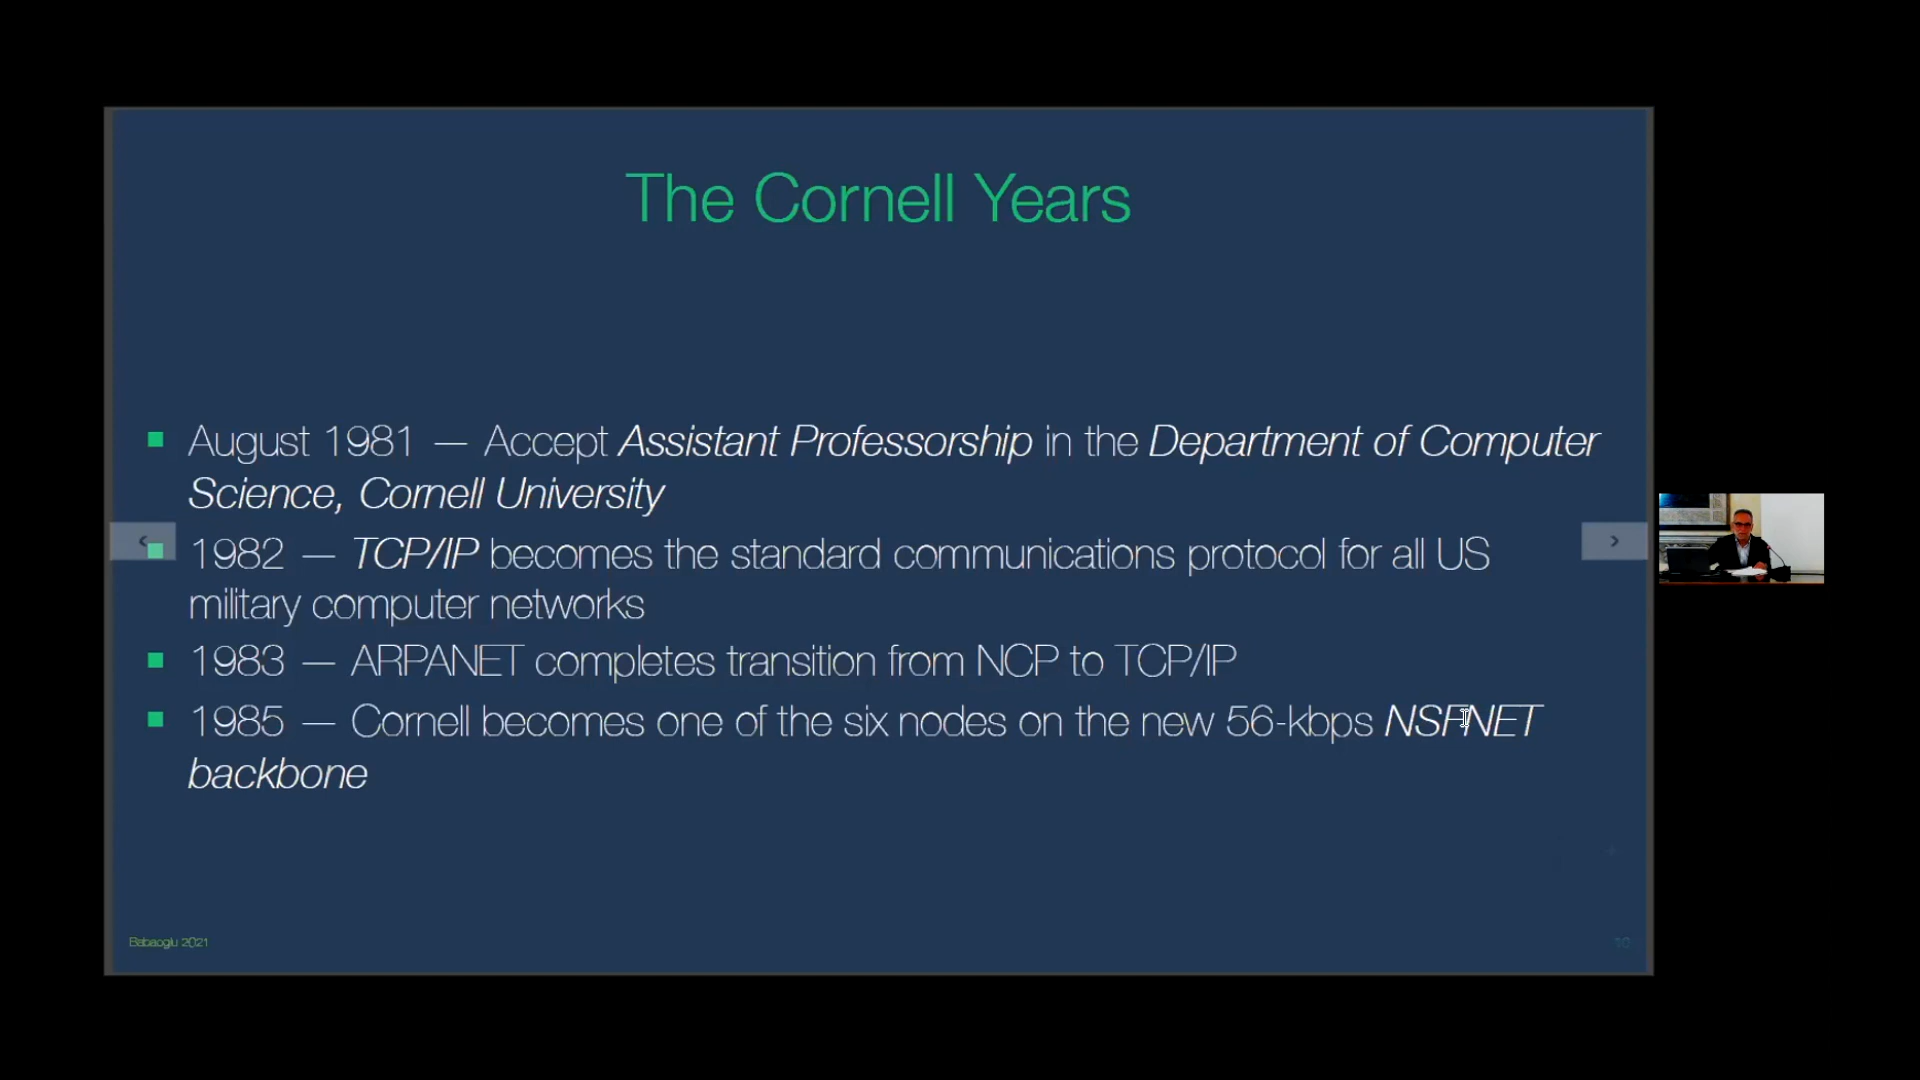 The Cornell Years
August 1981 — Accept Assistant Professorship in the Department of Computer
Science, Cornell University
1982 — TCP/IP becomes the standard communications protocol for all US
military computer networks
1983 — ARPANET completes transition from NCP to TCP/IP
1985 — Cornell becomes one of the six nodes on the new 56-kbps NSFNET
backbone
Babaoglu 2021
10